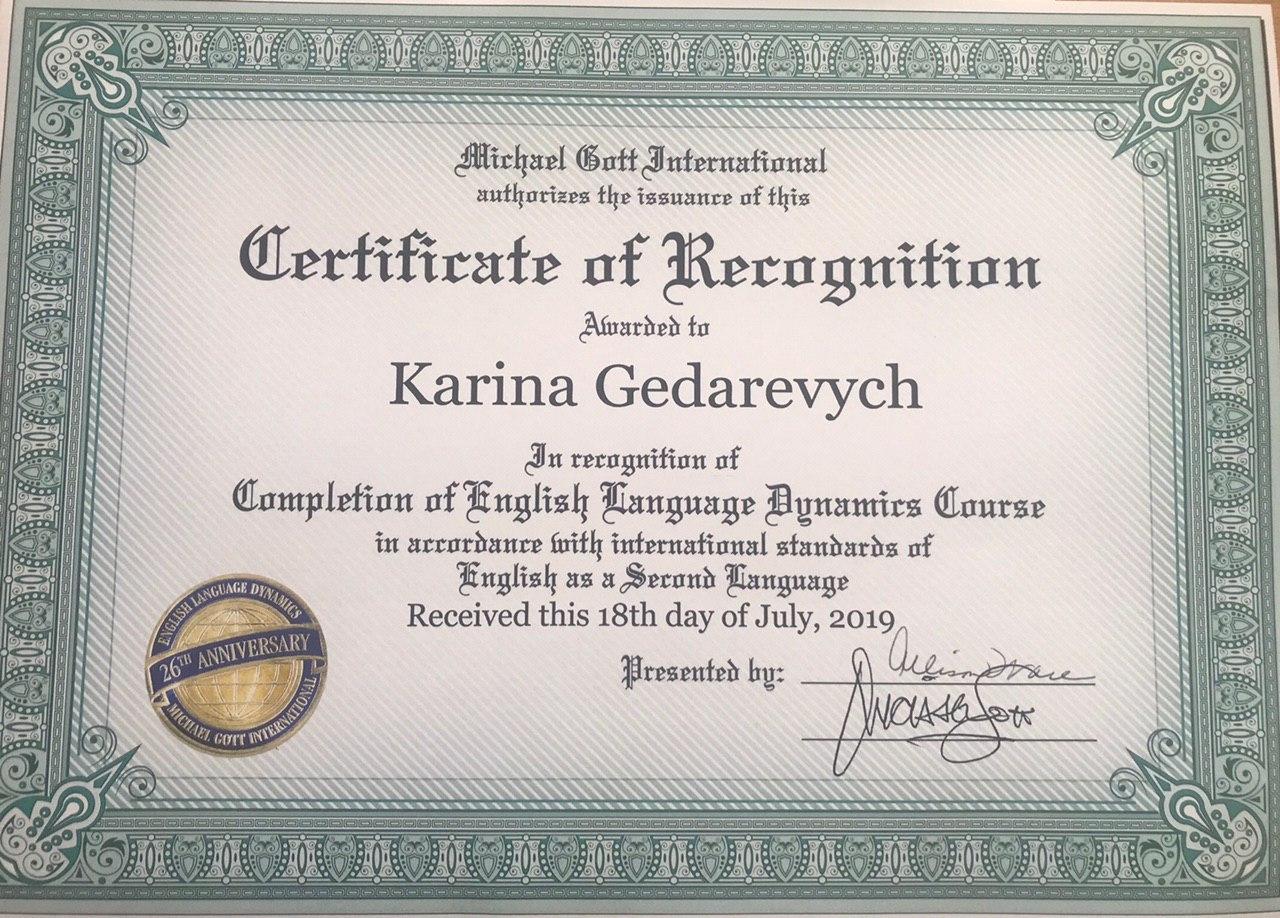 Michael Gott International
authorizes the issuance of this
Certificate of Recognition
Awarded to
Karina Gedarevych
In recognition of
Completion of English Language Dynamics Course
in accordance with international standards of
English as a Second Language
Received this 18th day of July, 2019
Presented by:
ENGLISH LANGUAGE DYNAMICS
26TH ANNIVERSARY
MICHAEL GOTT INTERNATIONAL